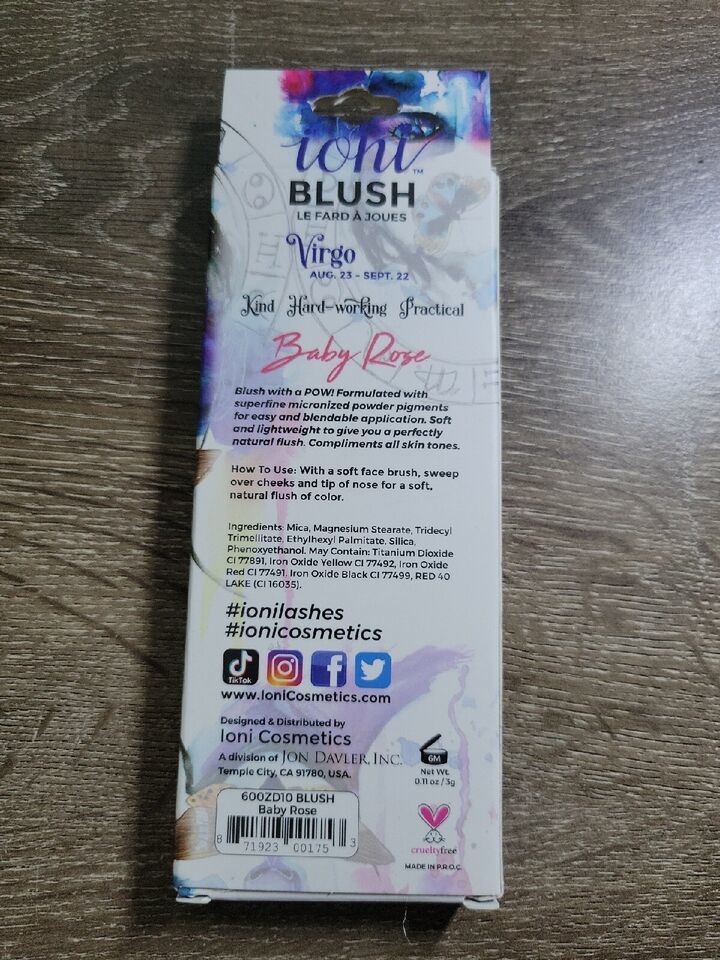 ioni™
BLUSH
LE FARD À JOUES
Virgo
AUG. 23 - SEPT. 22
Kind Hard-working Practical
Baby Rose
Blush with a POW! Formulated with
superfine micronized powder pigments
for easy and blendable application. Soft
and lightweight to give you a perfectly
natural flush. Compliments all skin tones.
How To Use: With a soft face brush, sweep
over cheeks and tip of nose for a soft,
natural flush of color.
Ingredients: Mica, Magnesium Stearate, Tridecyl
Trimellitate, Ethylhexyl Palmitate, Silica,
Phenoxyethanol. May Contain: Titanium Dioxide
CI 77891, Iron Oxide Yellow CI 77492, Iron Oxide
Red CI 77491, Iron Oxide Black CI 77499, RED 40
LAKE (CI 16035).
#ionilashes
#ionicosmetics
TikTok
www.IoniCosmetics.com
Designed & Distributed by
Ioni Cosmetics
A division of JON DAVLER, INC.
Temple City, CA 91780, USA.
6M
Net Wt.
0.11 oz / 3g
600ZD10 BLUSH
Baby Rose
8 71923 00175 3
crueltyfree
MADE IN P.R.O.C.